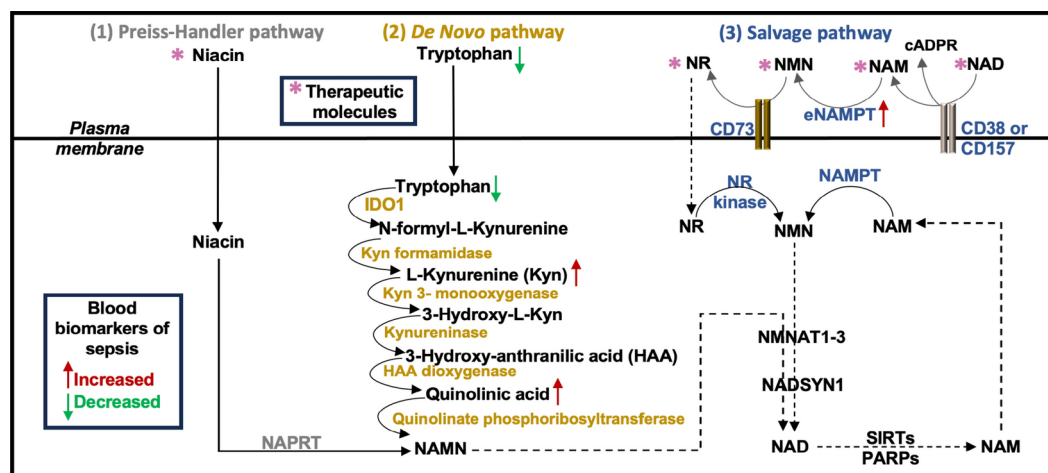 (1) Preiss-Handler pathway
* Niacin
(2) De Novo pathway
Tryptophan
* Therapeutic
molecules
(3) Salvage pathway
* NR
* NMN
* NAM
cADPR
* NAD
CD73
eNAMPT
CD38 or
CD157
Plasma
membrane
Niacin
Tryptophan
IDO1
N-formyl-L-Kynurenine
Kyn formamidase
L-Kynurenine (Kyn)
Kyn 3- monooxygenase
3-Hydroxy-L-Kyn
Kynureninase
3-Hydroxy-anthranilic acid (HAA)
HAA dioxygenase
Quinolinic acid
Quinolinate phosphoribosyltransferase
NAPRT
NAMN
NR
kinase
NAMPT
NR
NMN
NAM
NMNAT1-3
NADSYN1
NAD
SIRTs
PARPs
NAM
Blood
biomarkers of
sepsis
Increased
Decreased